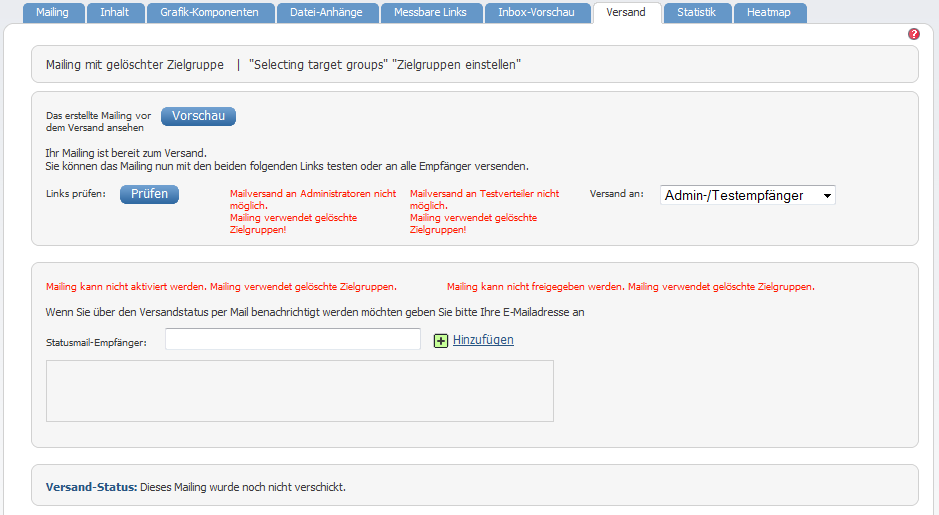 Mailing Inhalt Grafik-Komponenten Datei-Anhänge Messbare Links Inbox-Vorschau Versand Statistik Heatmap
?
Mailing mit gelöschter Zielgruppe | "Selecting target groups" "Zielgruppen einstellen"
Das erstellte Mailing vor
dem Versand ansehen
Vorschau
Ihr Mailing ist bereit zum Versand.
Sie können das Mailing nun mit den beiden folgenden Links testen oder an alle Empfänger versenden.
Links prüfen: Prüfen
Mailversand an Administratoren nicht
möglich.
Mailing verwendet gelöschte
Zielgruppen!
Mailversand an Testverteiler nicht
möglich.
Mailing verwendet gelöschte
Zielgruppen!
Versand an: Admin-/Testempfänger
Mailing kann nicht aktiviert werden. Mailing verwendet gelöschte Zielgruppen.
Mailing kann nicht freigegeben werden. Mailing verwendet gelöschte Zielgruppen.
Wenn Sie über den Versandstatus per Mail benachrichtigt werden möchten geben Sie bitte Ihre E-Mailadresse an
Statusmail-Empfänger: Hinzufügen
Versand-Status: Dieses Mailing wurde noch nicht verschickt.